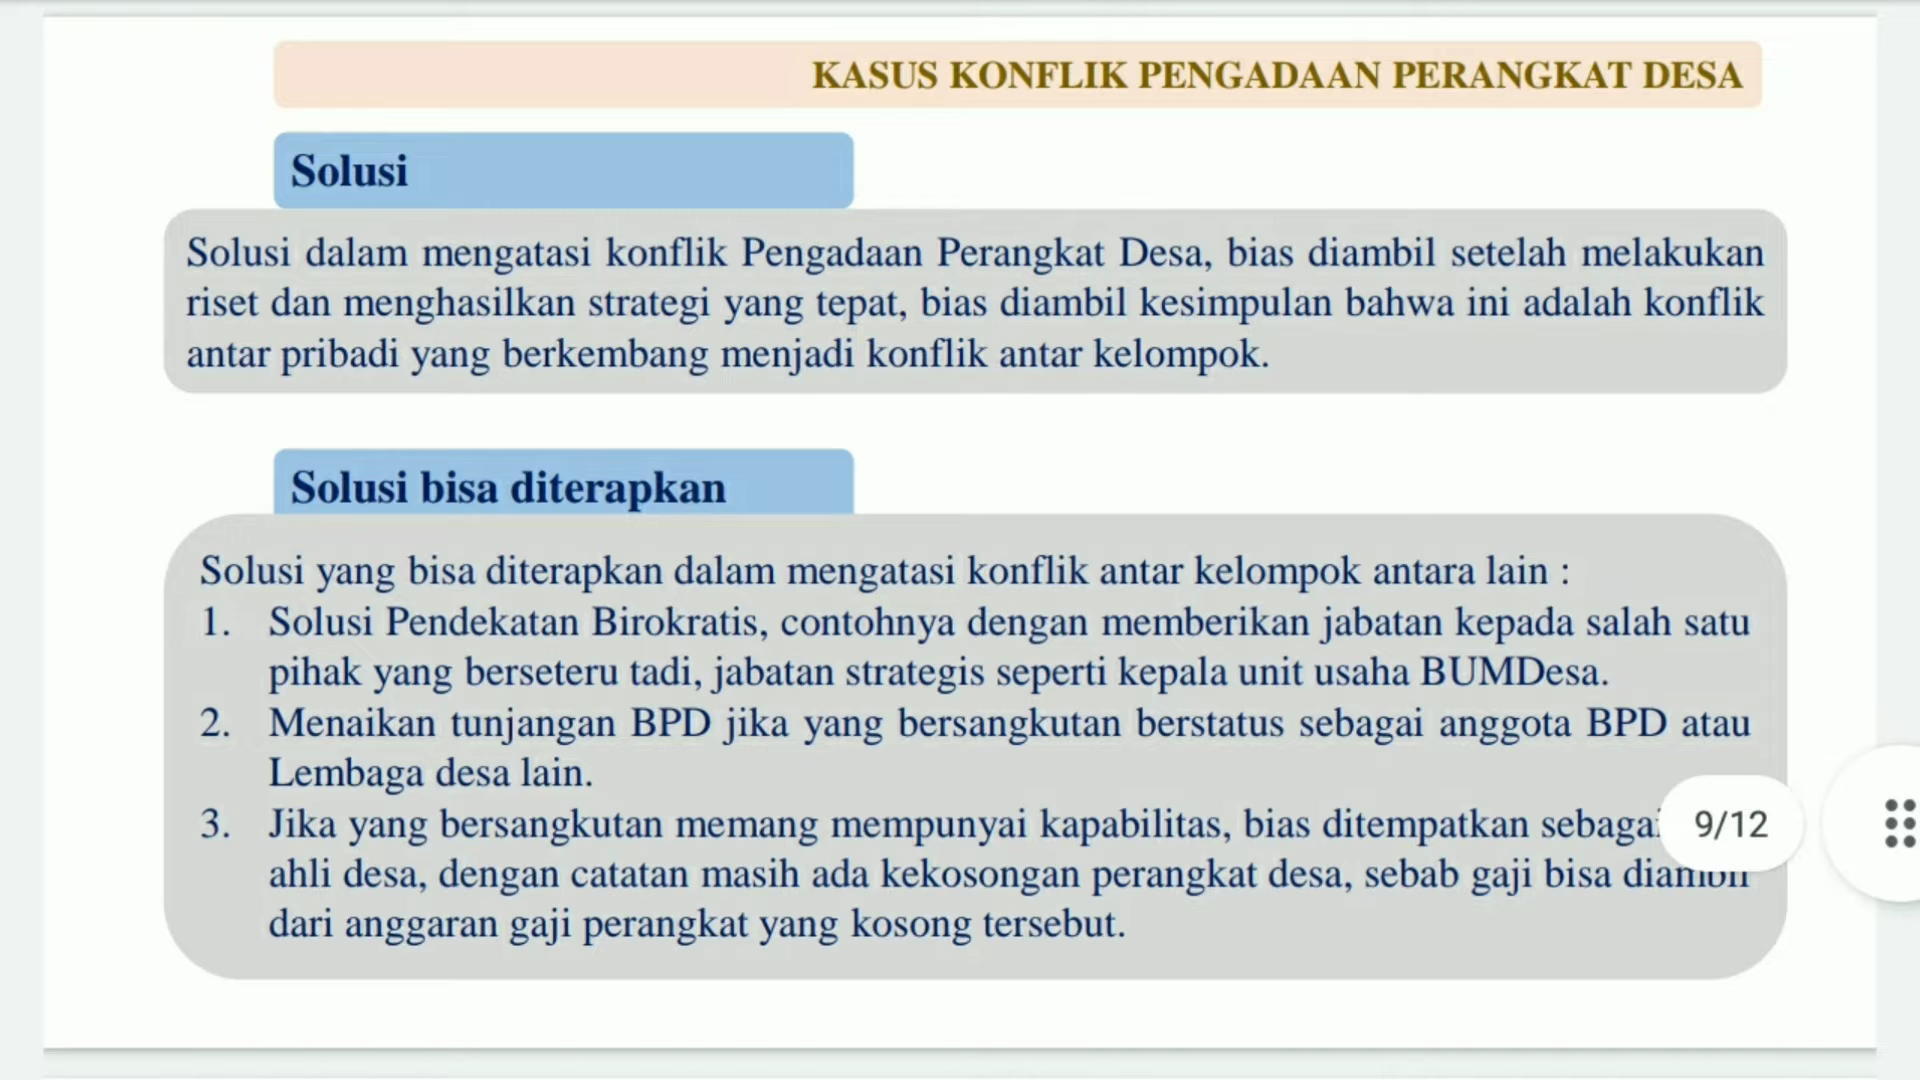 KASUS KONFLIK PENGADAAN PERANGKAT DESA
Solusi
Solusi dalam mengatasi konflik Pengadaan Perangkat Desa, bias diambil setelah melakukan
riset dan menghasilkan strategi yang tepat, bias diambil kesimpulan bahwa ini adalah konflik
antar pribadi yang berkembang menjadi konflik antar kelompok.
Solusi bisa diterapkan
Solusi yang bisa diterapkan dalam mengatasi konflik antar kelompok antara lain :
1. Solusi Pendekatan Birokratis, contohnya dengan memberikan jabatan kepada salah satu
pihak yang berseteru tadi, jabatan strategis seperti kepala unit usaha BUMDesa.
2. Menaikan tunjangan BPD jika yang bersangkutan berstatus sebagai anggota BPD atau
Lembaga desa lain.
3. Jika yang bersangkutan memang mempunyai kapabilitas, bias ditempatkan sebagai
9/12
ahli desa, dengan catatan masih ada kekosongan perangkat desa, sebab gaji bisa diambil
dari anggaran gaji perangkat yang kosong tersebut.